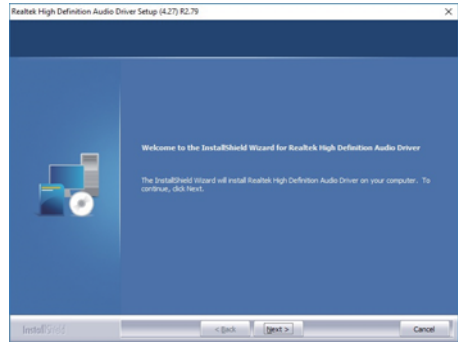 Realtek High Definition Audio Driver Setup (4.27) R2.79
Welcome to the InstallShield Wizard for Realtek High Definition Audio Driver
The InstallShield Wizard will install Realtek High Definition Audio Driver on your computer. To
continue, click Next.
InstallShield
< Back
Next >
Cancel